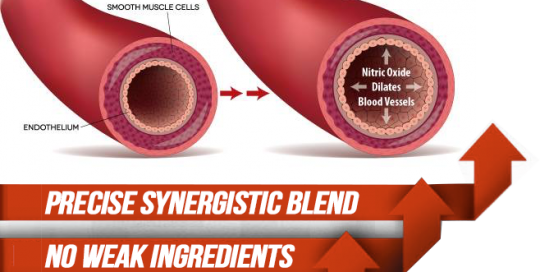 SMOOTH MUSCLE CELLS
Nitric Oxide
Dilates
Blood Vessels
ENDOTHELIUM
PRECISE SYNERGISTIC BLEND
NO WEAK INGREDIENTS